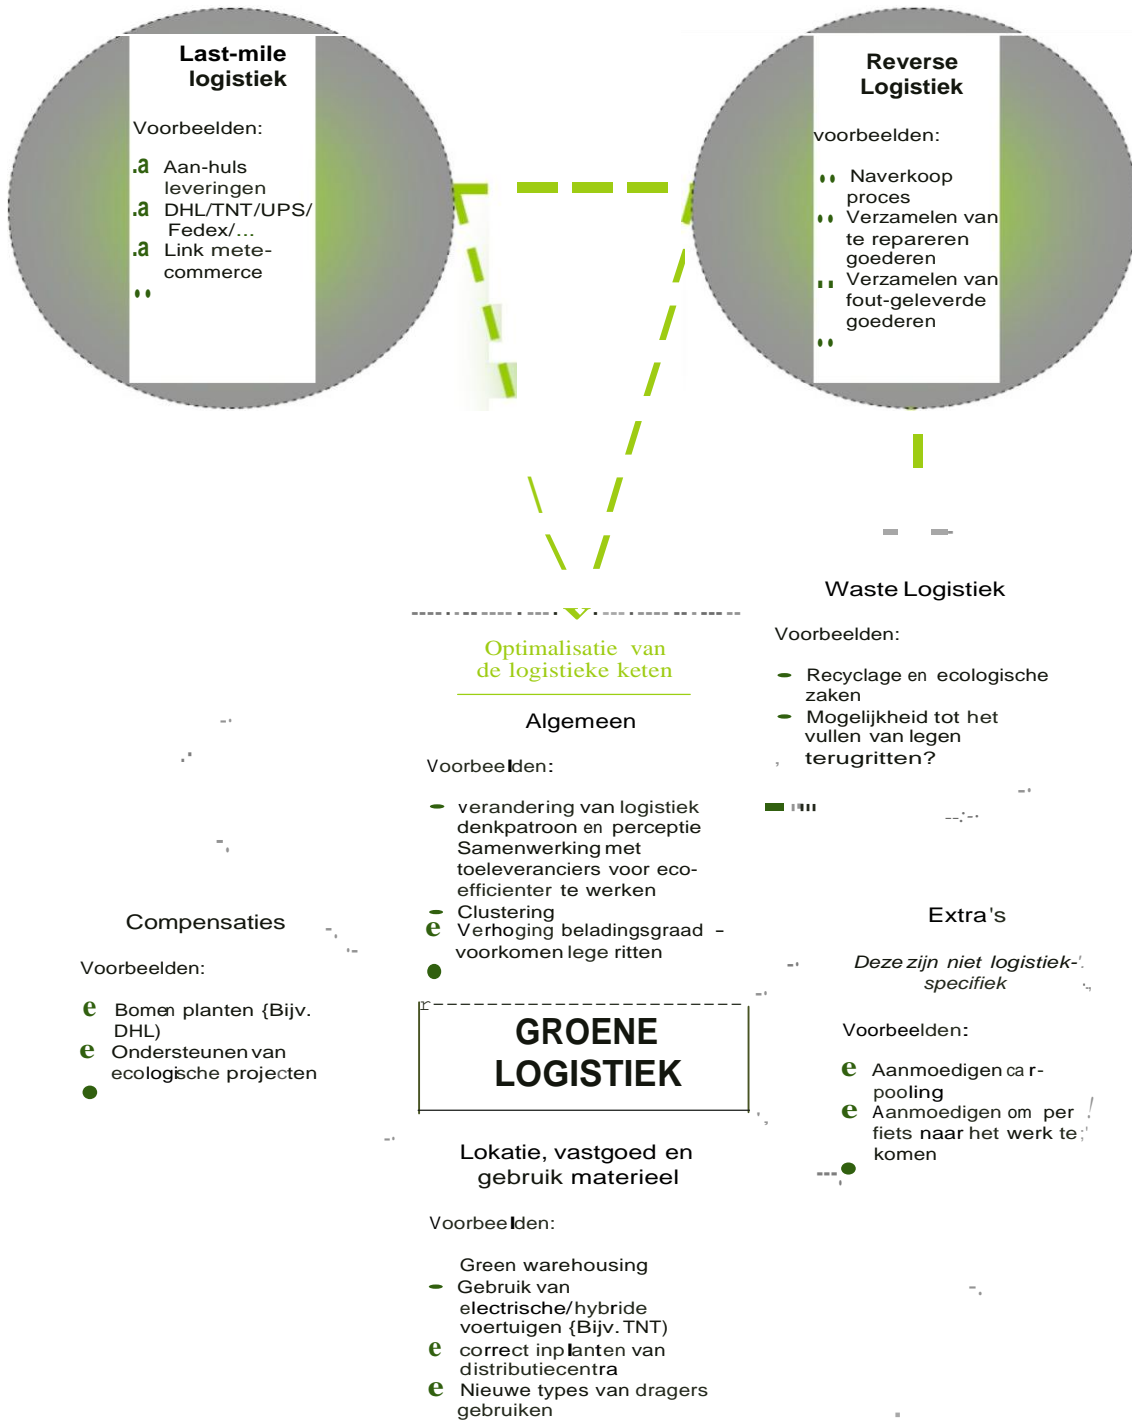 Last-mile
logistiek
Voorbeelden:
Aan-huls
leveringen
DHL/TNT/UPS/
Fedex/...
Link mete-
commerce
Reverse
Logistiek
voorbeelden:
Naverkoop
proces
Verzamelen van
te repareren
goederen
Verzamelen van
fout-geleverde
goederen
Waste Logistiek
Voorbeelden:
Recyclage en ecologische
zaken
Mogelijkheid tot het
vullen van legen
terugritten?
Optimalisatie van
de logistieke keten
Algemeen
Voorbeelden:
verandering van logistiek
denkpatroon en perceptie
Samenwerking met
toeleveranciers voor eco-
efficienter te werken
Clustering
Verhoging beladingsgraad -
voorkomen lege ritten
Compensaties
Voorbeelden:
Bomen planten {Bijv.
DHL)
Ondersteunen van
ecologische projecten
Extra's
Deze zijn niet logistiek-
specifiek
Voorbeelden:
Aanmoedigen car-
pooling
Aanmoedigen om per
fiets naar het werk te
komen
GROENE
LOGISTIEK
Lokatie, vastgoed en
gebruik materieel
Voorbeelden:
Green warehousing
Gebruik van
electrische/hybride
voertuigen {Bijv. TNT)
correct inplanten van
distributiecentra
Nieuwe types van dragers
gebruiken